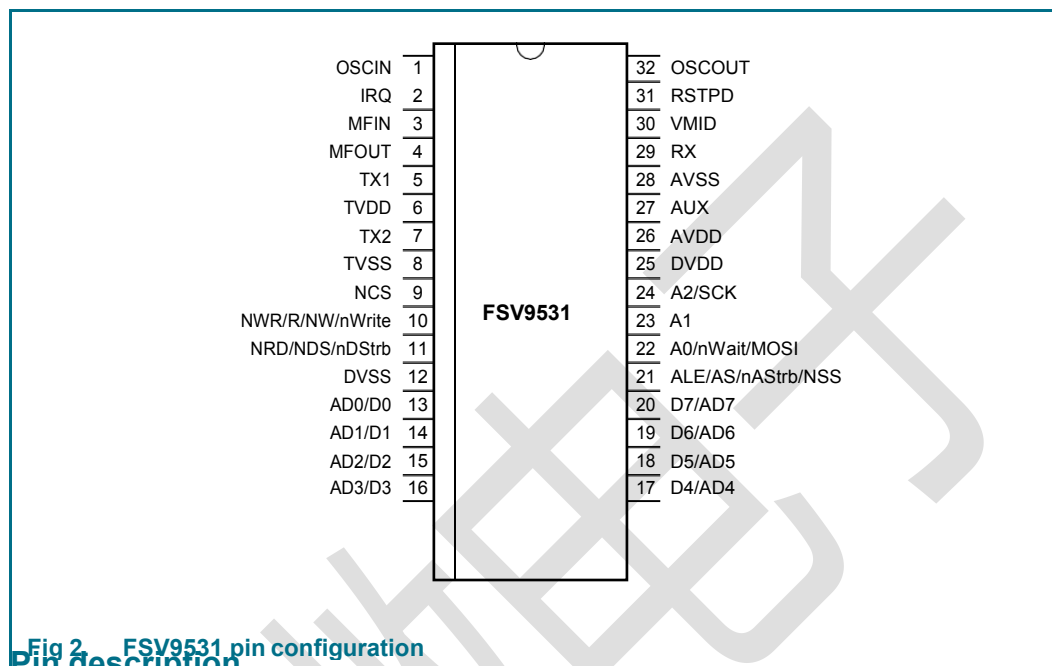 OSCIN 1
IRQ 2
MFIN 3
MFOUT 4
TX1 5
TVDD 6
TX2 7
TVSS 8
NCS 9
NWR/R/NW/nWrite 10
NRD/NDS/nDStrb 11
DVSS 12
AD0/D0 13
AD1/D1 14
AD2/D2 15
AD3/D3 16
FSV9531
32 OSCOUT
31 RSTPD
30 VMID
29 RX
28 AVSS
27 AUX
26 AVDD
25 DVDD
24 A2/SCK
23 A1
22 A0/nWait/MOSI
21 ALE/AS/nAStrb/NSS
20 D7/AD7
19 D6/AD6
18 D5/AD5
17 D4/AD4
Fig 2. FSV9531 pin configuration
Pin description